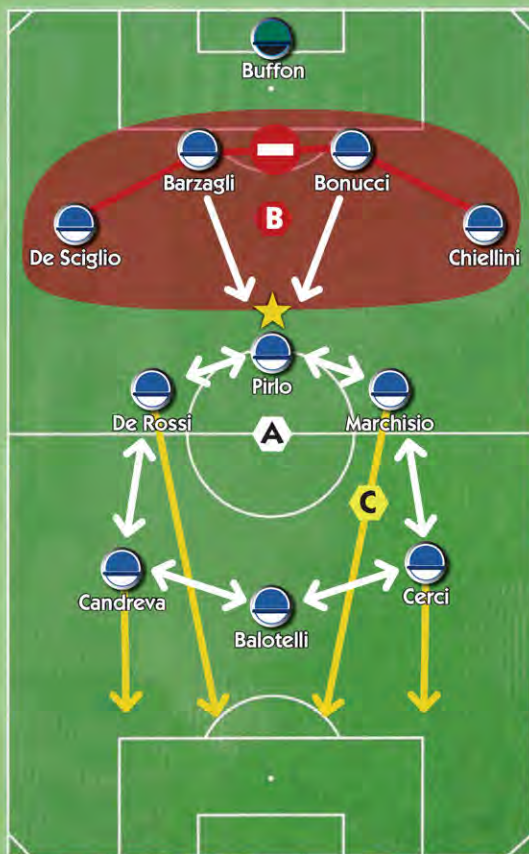 Buffon
Barzagli
Bonucci
B
De Sciglio
Chiellini
Pirlo
De Rossi
Marchisio
A
C
Candreva
Cerci
Balotelli